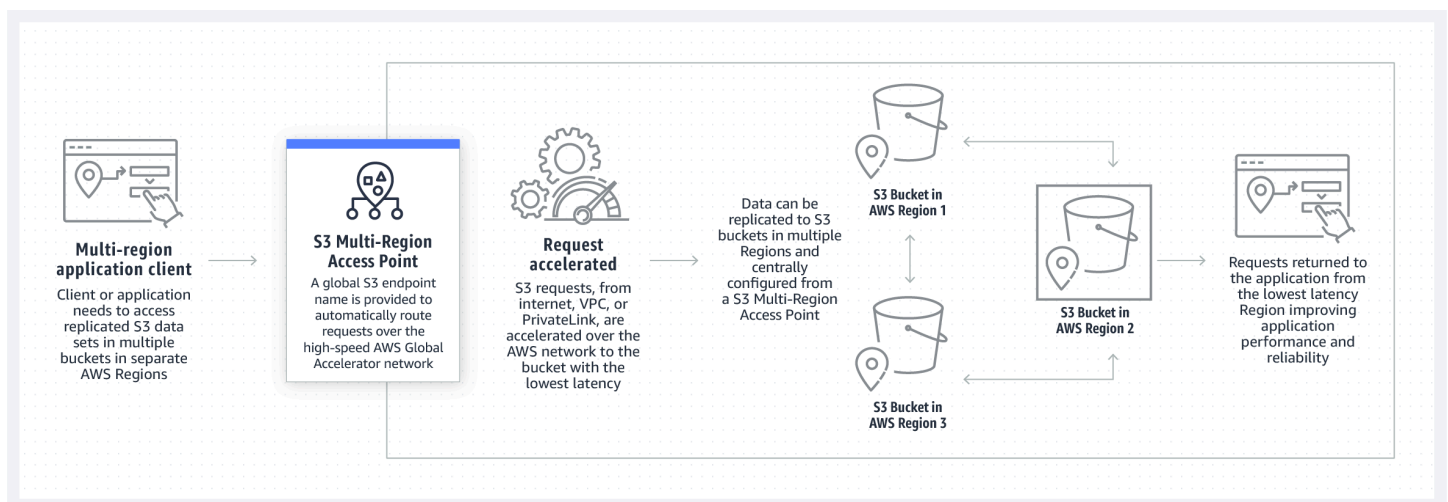 Multi-region
application client
Client or application
needs to access
replicated S3 data
sets in multiple
buckets in separate
AWS Regions
S3 Multi-Region
Access Point
A global S3 endpoint
name is provided to
automatically route
requests over the
high-speed AWS Global
Accelerator network
Request
accelerated
S3 requests, from
internet, VPC, or
PrivateLink, are
accelerated over the
AWS network to the
bucket with the
lowest latency
Data can be
replicated to S3
buckets in multiple
Regions and
centrally
configured from
a S3 Multi-Region
Access Point
S3 Bucket in
AWS Region 1
S3 Bucket in
AWS Region 3
S3 Bucket in
AWS Region 2
Requests returned to
the application from
the lowest latency
Region improving
application
performance and
reliability